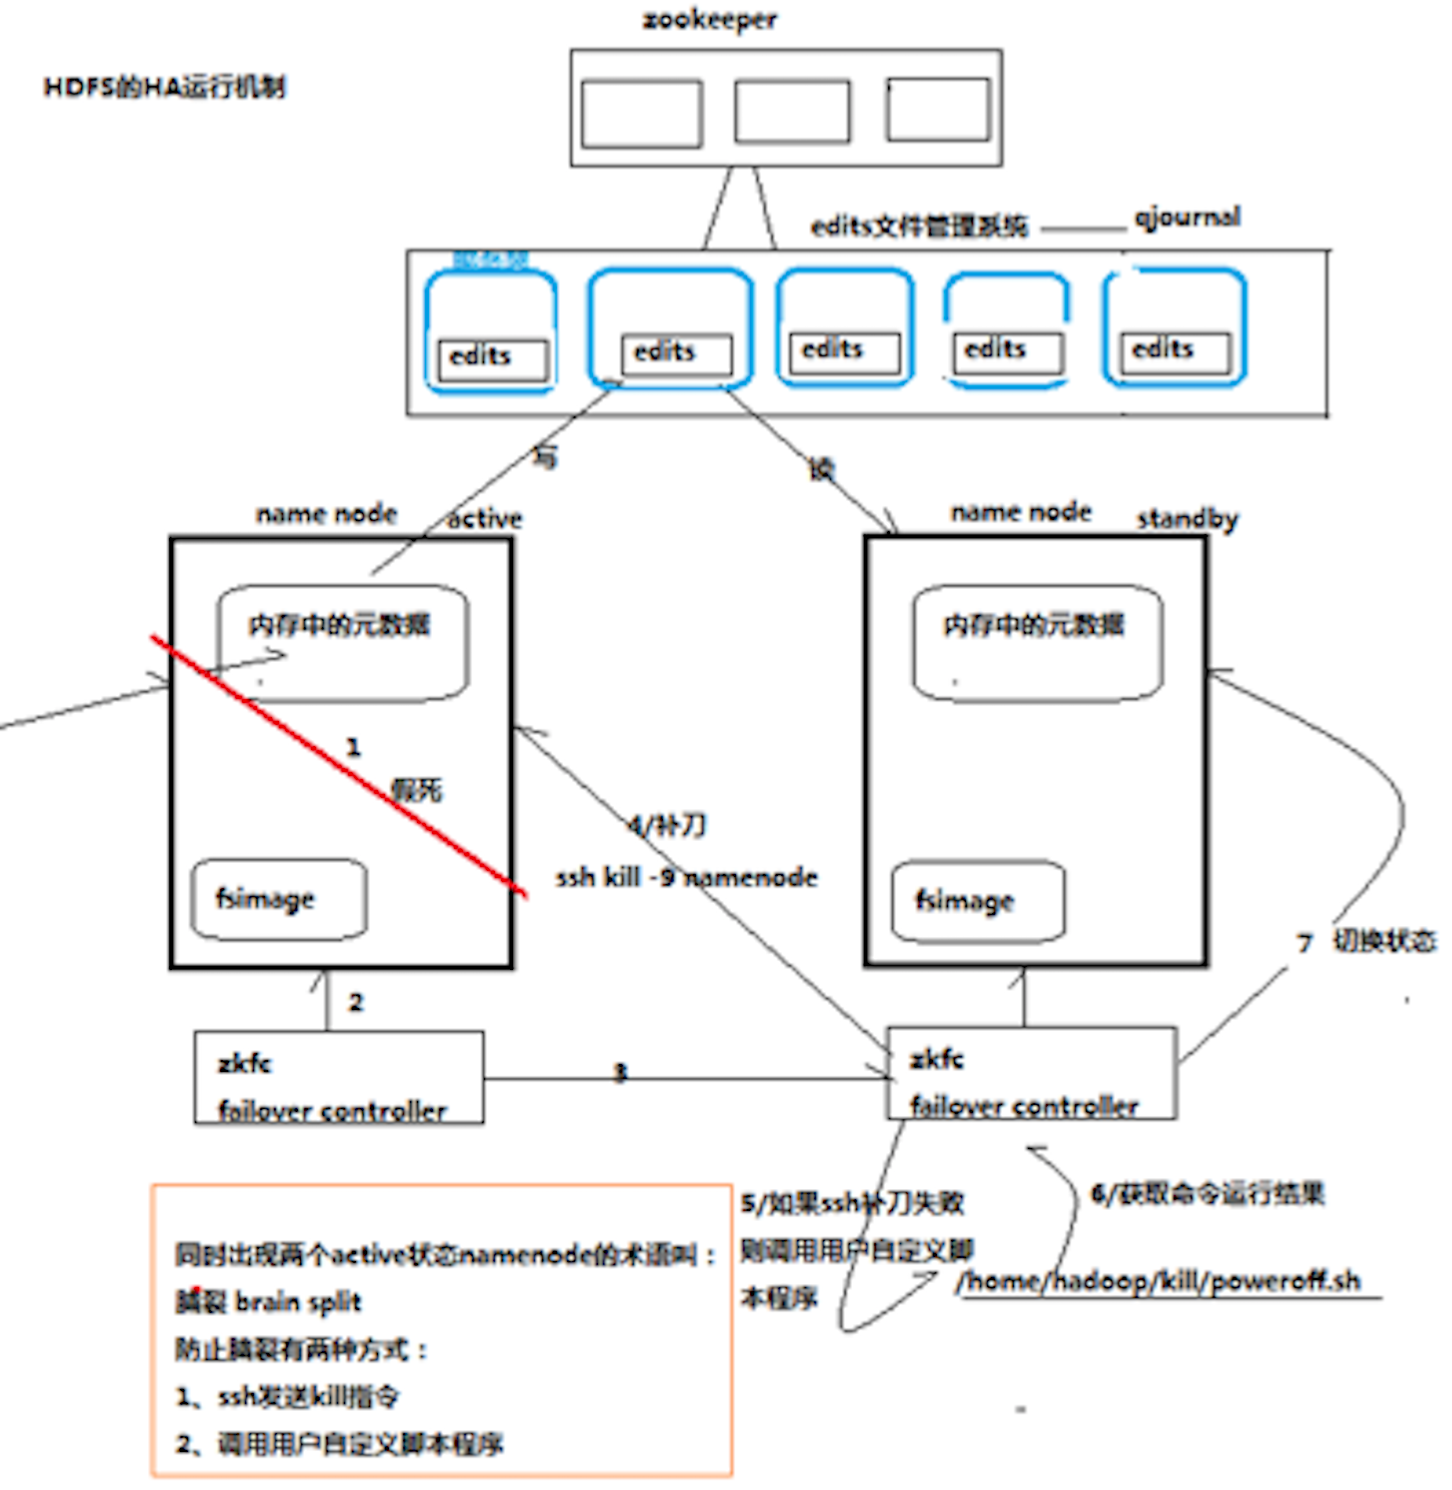 zookeeper
HDFS的HA运行机制
edits文件管理系统
qjournal
edits
edits
edits
edits
edits
写
读
name node
active
name node
standby
内存中的元数据
内存中的元数据
1
假死
4/补刀
ssh kill -9 namenode
fsimage
fsimage
7 切换状态
2
zkfc
failover controller
3
zkfc
failover controller
5/如果ssh补刀失败
则调用用户自定义脚
本程序
6/获取命令运行结果
/home/hadoop/kill/poweroff.sh
同时出现两个active状态namenode的术语叫：
脑裂 brain split
防止脑裂有两种方式：
1、ssh发送kill指令
2、调用用户自定义脚本程序